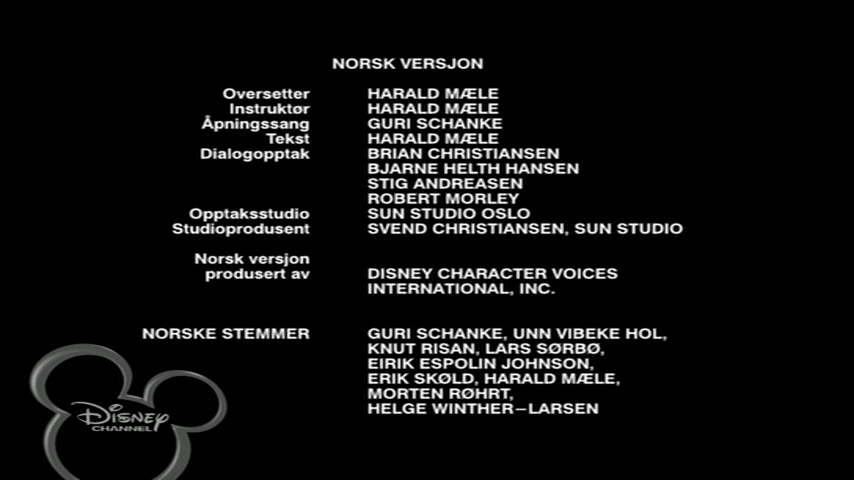 NORSK VERSJON
Oversetter HARALD MÆLE
Instruktør HARALD MÆLE
Åpningssang GURI SCHANKE
Tekst HARALD MÆLE
Dialogopptak BRIAN CHRISTIANSEN
BJARNE HELTH HANSEN
STIG ANDREASEN
ROBERT MORLEY
Opptaksstudio SUN STUDIO OSLO
Studioprodusent SVEND CHRISTIANSEN, SUN STUDIO
Norsk versjon
produsert av DISNEY CHARACTER VOICES
INTERNATIONAL, INC.
NORSKE STEMMER GURI SCHANKE, UNN VIBEKE HOL,
KNUT RISAN, LARS SØRBØ,
EIRIK ESPOLIN JOHNSON,
ERIK SKØLD, HARALD MÆLE,
MORTEN RØHRT,
HELGE WINTHER–LARSEN
DISNEY
CHANNEL